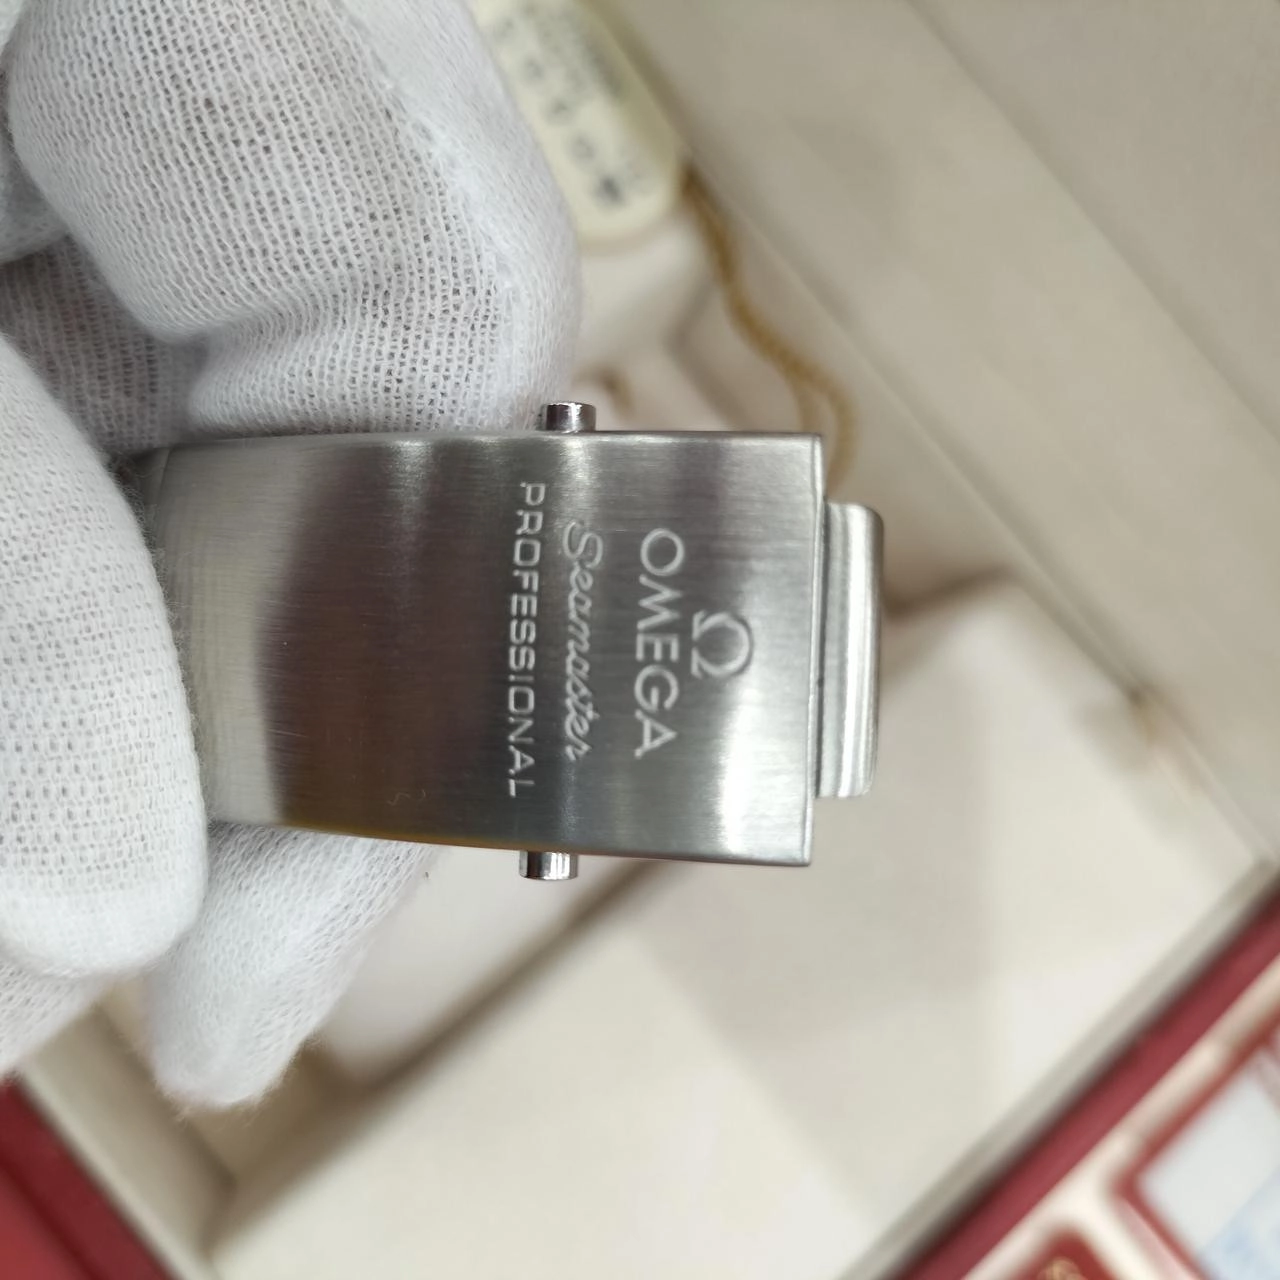 Ω
OMEGA
Seamaster
PROFESSIONAL